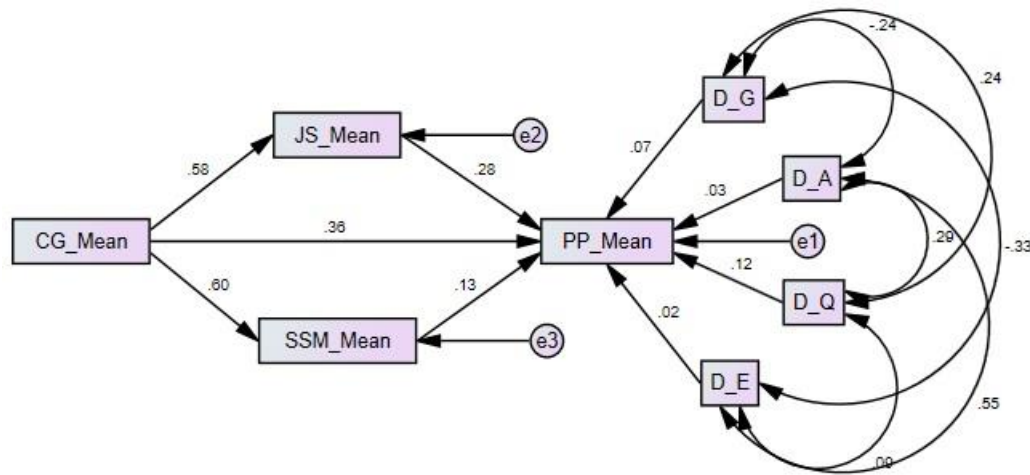 -.24
D_G
.24
JS_Mean
e2
.07
.58
.28
D_A
.03
CG_Mean
.36
PP_Mean
e1
.29
-.33
.12
D_Q
.60
.13
.02
SSM_Mean
e3
D_E
.55
.09